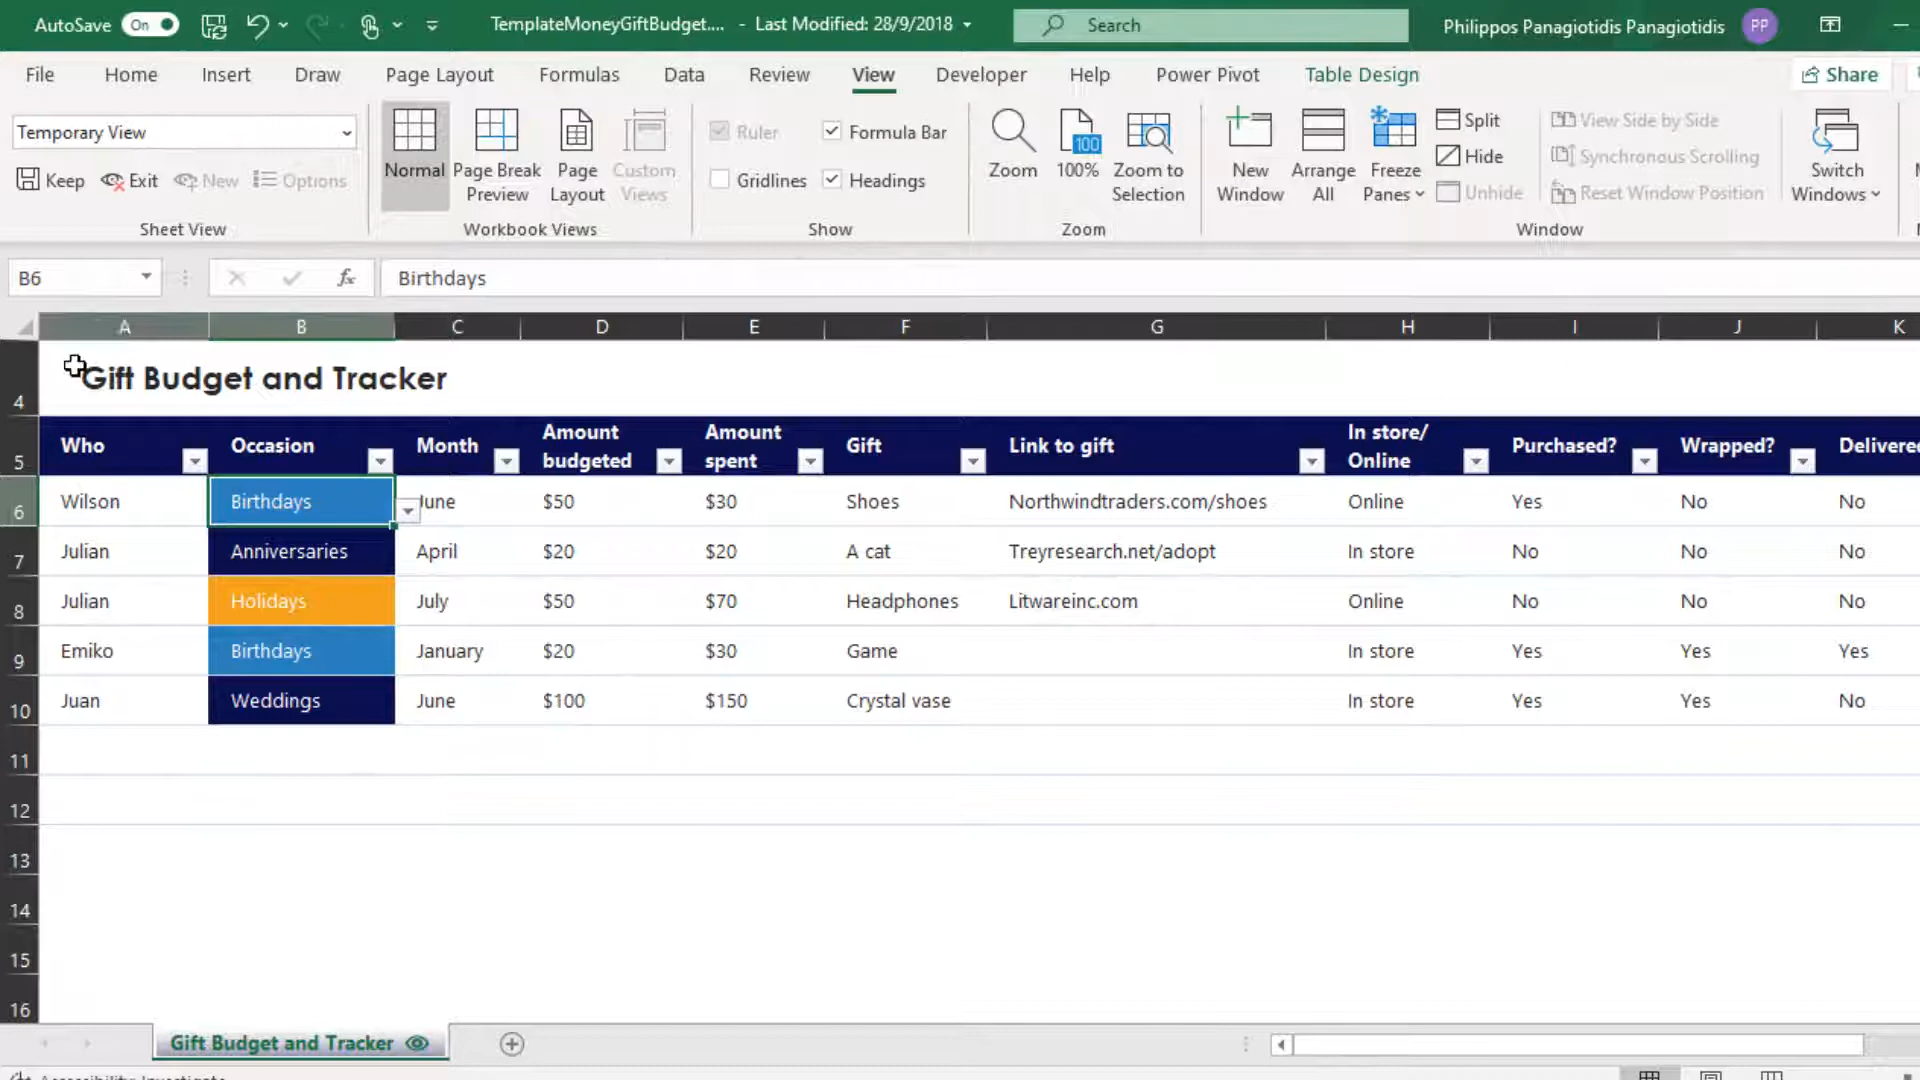 AutoSave On TemplateMoneyGiftBudget.... - Last Modified: 28/9/2018 Search Philippos Panagiotidis Panagiotidis PP
File Home Insert Draw Page Layout Formulas Data Review View Developer Help Power Pivot Table Design Share
Temporary View
Keep Exit New Options
Sheet View
Normal Page Break Preview Page Layout Custom Views
Workbook Views
Ruler Formula Bar
Gridlines Headings
Show
Zoom 100 100% Zoom to Selection
Zoom
New Window Arrange All Freeze Panes
Split View Side by Side
Hide Synchronous Scrolling
Unhide Reset Window Position
Switch Windows
Window
B6 fx Birthdays
A B C D E F G H I J K
4 Gift Budget and Tracker
5 Who Occasion Month Amount budgeted Amount spent Gift Link to gift In store/ Online Purchased? Wrapped? Delivered
6 Wilson Birthdays June $50 $30 Shoes Northwindtraders.com/shoes Online Yes No No
7 Julian Anniversaries April $20 $20 A cat Treyresearch.net/adopt In store No No No
8 Julian Holidays July $50 $70 Headphones Litwareinc.com Online No No No
9 Emiko Birthdays January $20 $30 Game In store Yes Yes Yes
10 Juan Weddings June $100 $150 Crystal vase In store Yes Yes No
11
12
13
14
15
16
Gift Budget and Tracker
Accessibility: Investigate